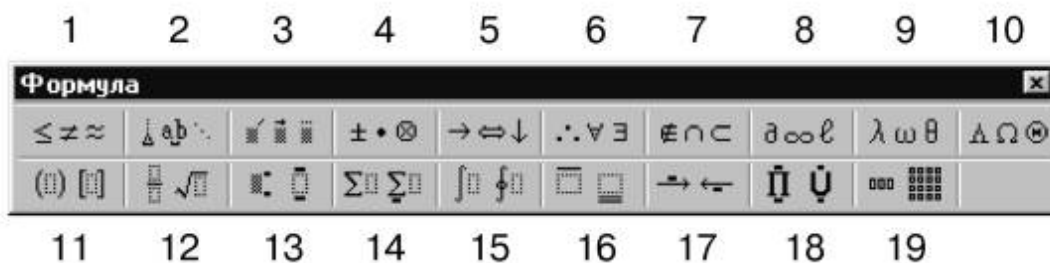 1 2 3 4 5 6 7 8 9 10
Формула
≤ ≠ ≈ a͟b ⋱ ± • ⊗ → ⇔ ↓ ∴ ∀ ∃ ∉ ∩ ⊂ ∂ ∞ ℓ λ ω θ Λ Ω Θ
(▯) [▯] √▯ Σ▯ Σ▯ ∫▯ ∮▯ Π̄ U̇
11 12 13 14 15 16 17 18 19